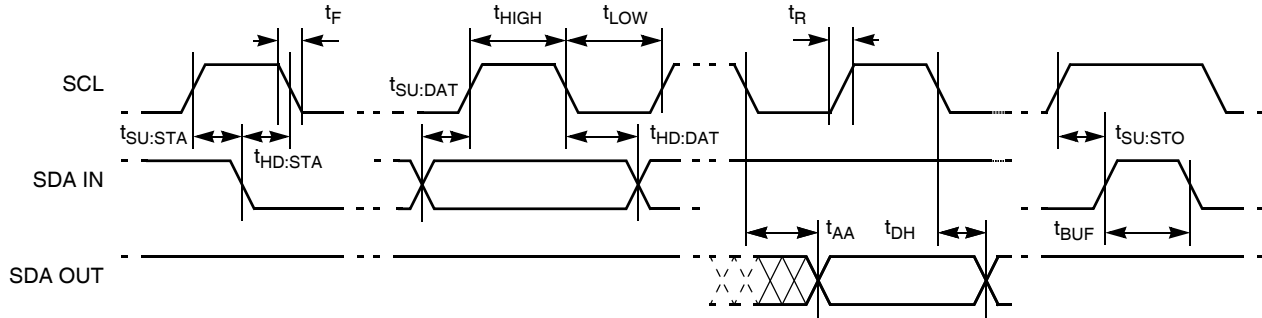 tF
tHIGH
tLOW
tR
SCL
tSU:DAT
tSU:STA
tHD:STA
tHD:DAT
tSU:STO
SDA IN
tAA
tDH
tBUF
SDA OUT